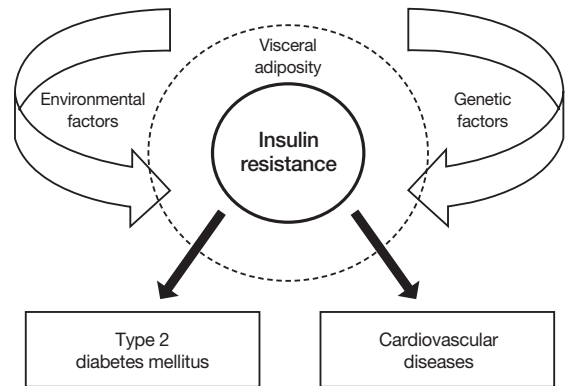 Visceral
adiposity
Environmental
factors
Genetic
factors
Insulin
resistance
Type 2
diabetes mellitus
Cardiovascular
diseases